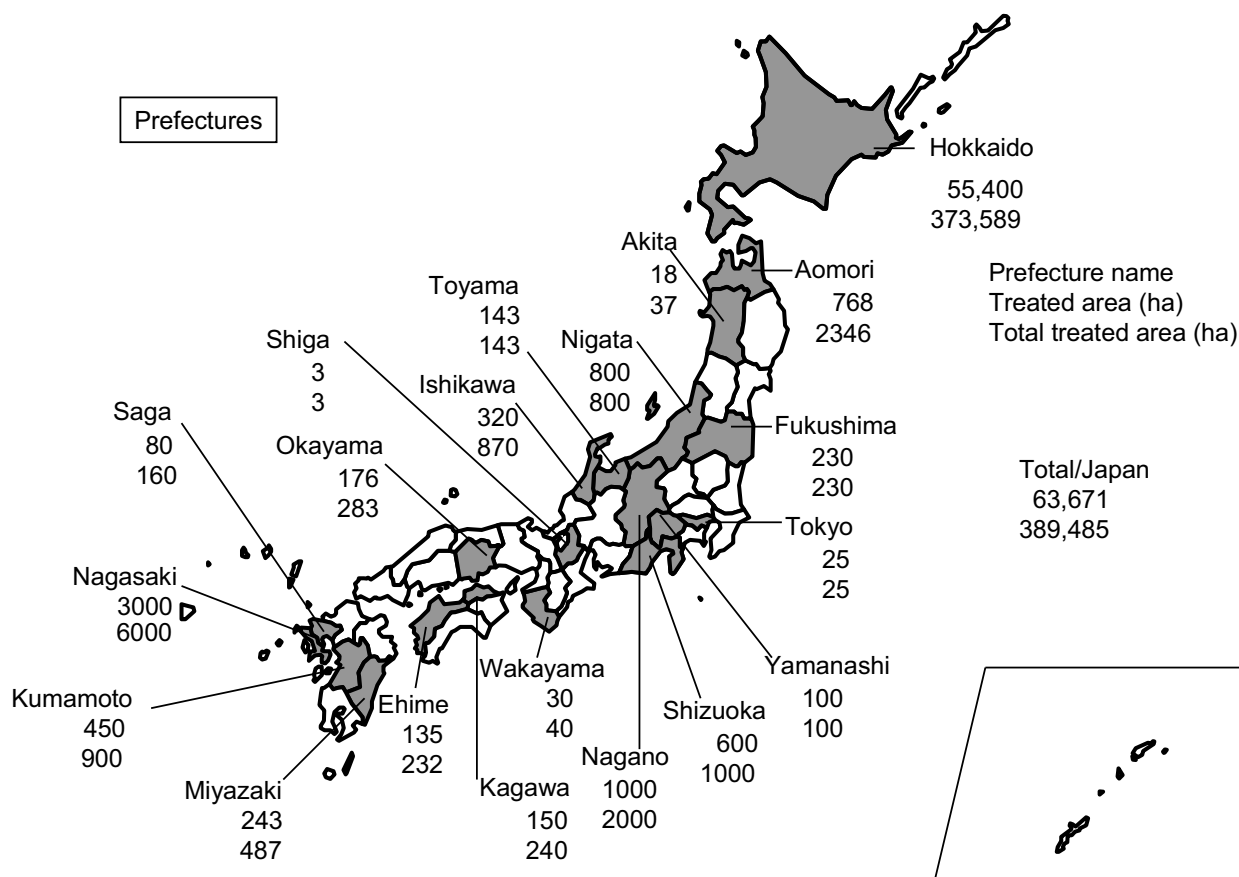 Prefectures
Hokkaido
55,400
373,589
Akita
18
37
Aomori
768
2346
Prefecture name
Treated area (ha)
Total treated area (ha)
Toyama
143
143
Shiga
3
3
Nigata
800
800
Ishikawa
320
870
Saga
80
160
Okayama
176
283
Fukushima
230
230
Total/Japan
63,671
389,485
Tokyo
25
25
Nagasaki
3000
6000
Wakayama
30
40
Yamanashi
100
100
Kumamoto
450
900
Ehime
135
232
Shizuoka
600
1000
Nagano
1000
2000
Miyazaki
243
487
Kagawa
150
240